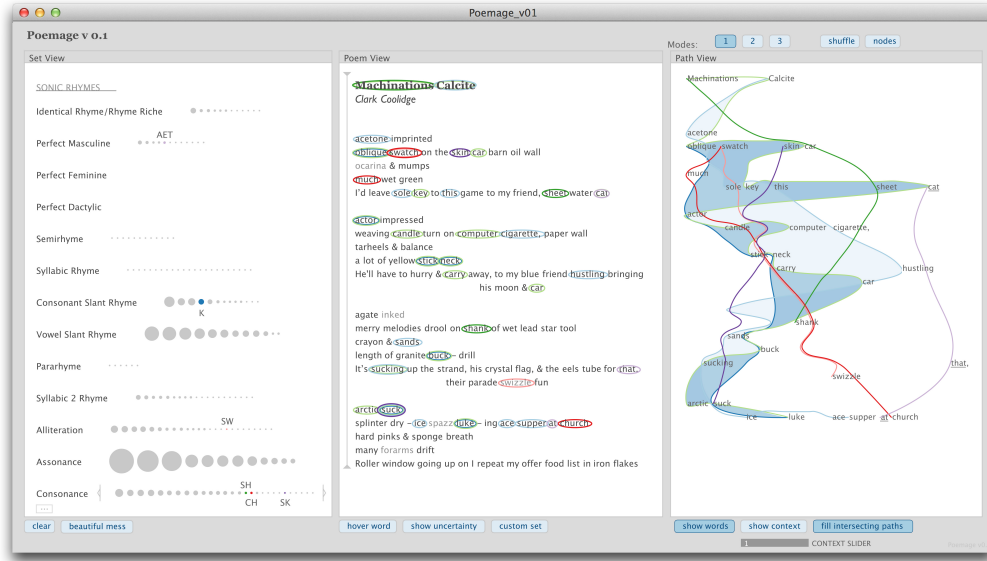 Poemage_v01
Poemage v 0.1
Modes: 1 2 3 shuffle nodes
Set View
Poem View
Path View
SONIC RHYMES
Identical Rhyme/Rhyme Riche
AET
Perfect Masculine
Perfect Feminine
Perfect Dactylic
Semirhyme
Syllabic Rhyme
Consonant Slant Rhyme
K
Vowel Slant Rhyme
Pararhyme
Syllabic 2 Rhyme
SW
Alliteration
Assonance
SH
Consonance
CH SK
...
clear beautiful mess
Machinations Calcite
Clark Coolidge
acetone imprinted
oblique swatch on the skin car barn oil wall
ocarina & mumps
much wet green
I'd leave sole key to this game to my friend, sheet water cat
actor impressed
weaving candle turn on computer cigarette, paper wall
tarheels & balance
a lot of yellow stick neck
He'll have to hurry & carry away, to my blue friend hustling bringing
his moon & car
agate inked
merry melodies drool on shank of wet lead star tool
crayon & sands
length of granite buck – drill
It's sucking up the strand, his crystal flag, & the eels tube for that,
their parade swizzle fun
arctic suck
splinter dry – ice spazz luke – ing ace supper at church
hard pinks & sponge breath
many forarms drift
Roller window going up on I repeat my offer food list in iron flakes
hover word show uncertainty custom set
Machinations Calcite
acetone
oblique swatch skin car
much
sole key this sheet cat
actor
candle computer cigarette,
stick neck
carry hustling
car
shank
sands
buck
sucking that,
swizzle
arctic suck
ice luke ace supper at church
show words show context fill intersecting paths
1 CONTEXT SLIDER